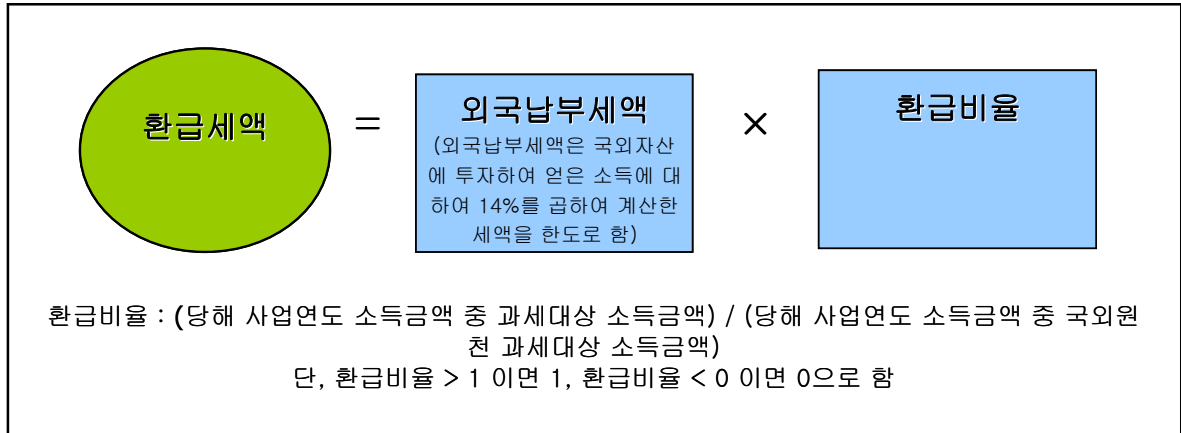 환급세액 = 외국납부세액 × 환급비율
(외국납부세액은 국외자산
에 투자하여 얻은 소득에 대
하여 14%를 곱하여 계산한
세액을 한도로 함)
환급비율 : (당해 사업연도 소득금액 중 과세대상 소득금액) / (당해 사업연도 소득금액 중 국외원
천 과세대상 소득금액)
단, 환급비율 > 1 이면 1, 환급비율 < 0 이면 0으로 함